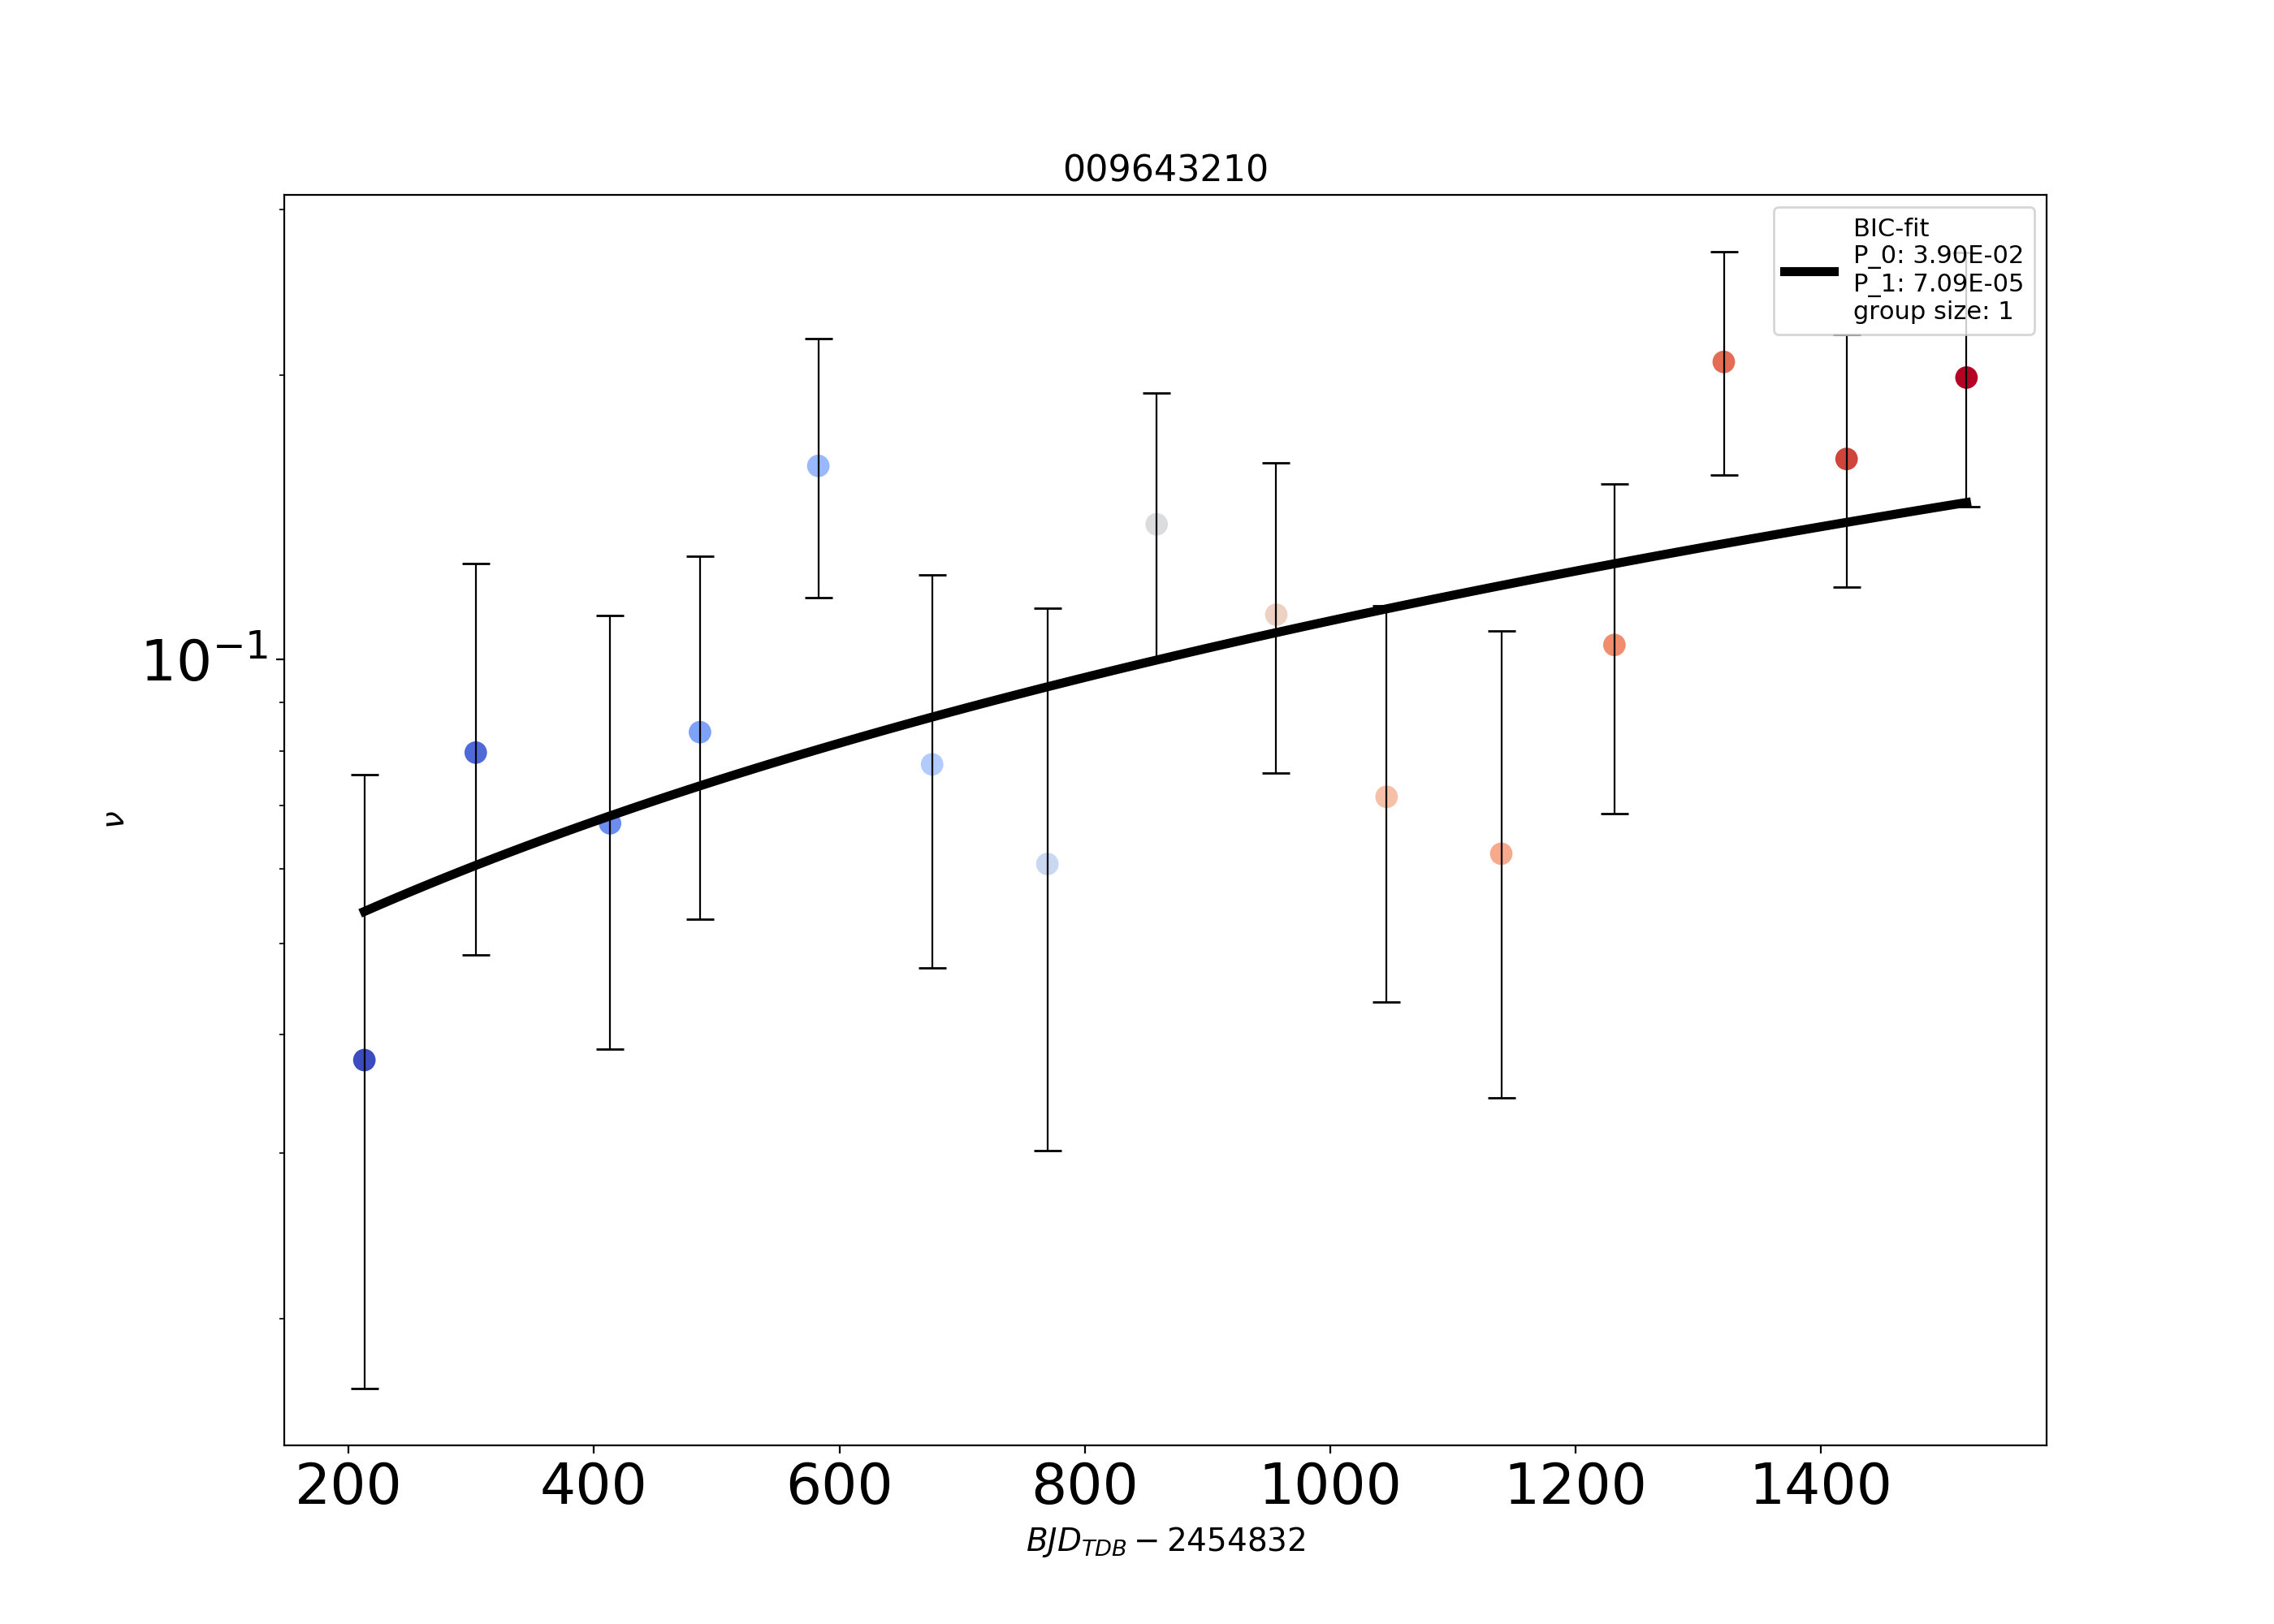 009643210
BIC-fit
P_0: 3.90E-02
P_1: 7.09E-05
group size: 1
10⁻¹
ν
200 400 600 800 1000 1200 1400
BJD_TDB − 2454832